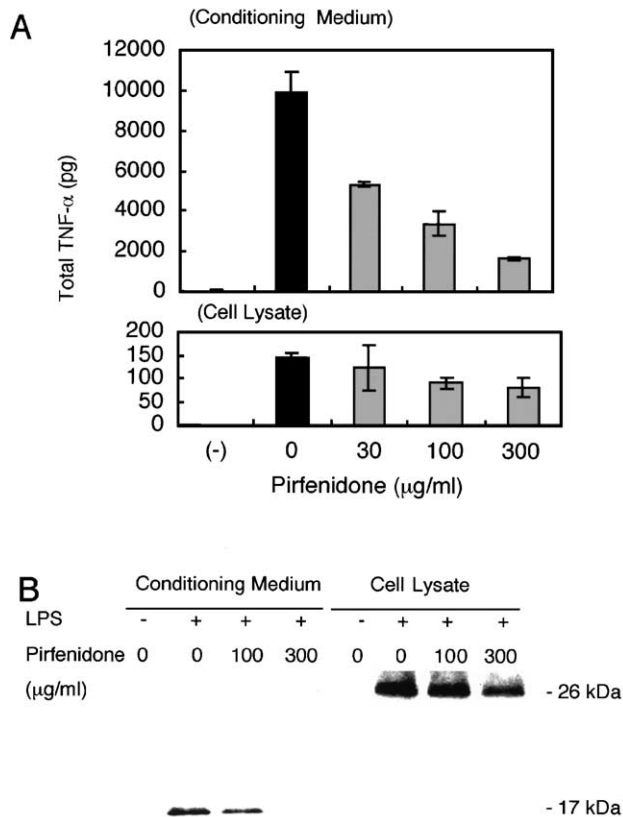 A
(Conditioning Medium)
12000
10000
8000
6000
4000
2000
0
Total TNF-α (pg)
(Cell Lysate)
200
150
100
50
0
(-) 0 30 100 300
Pirfenidone (μg/ml)
B
Conditioning Medium Cell Lysate
LPS - + + + - + + +
Pirfenidone 0 0 100 300 0 0 100 300
(μg/ml)
- 26 kDa
- 17 kDa